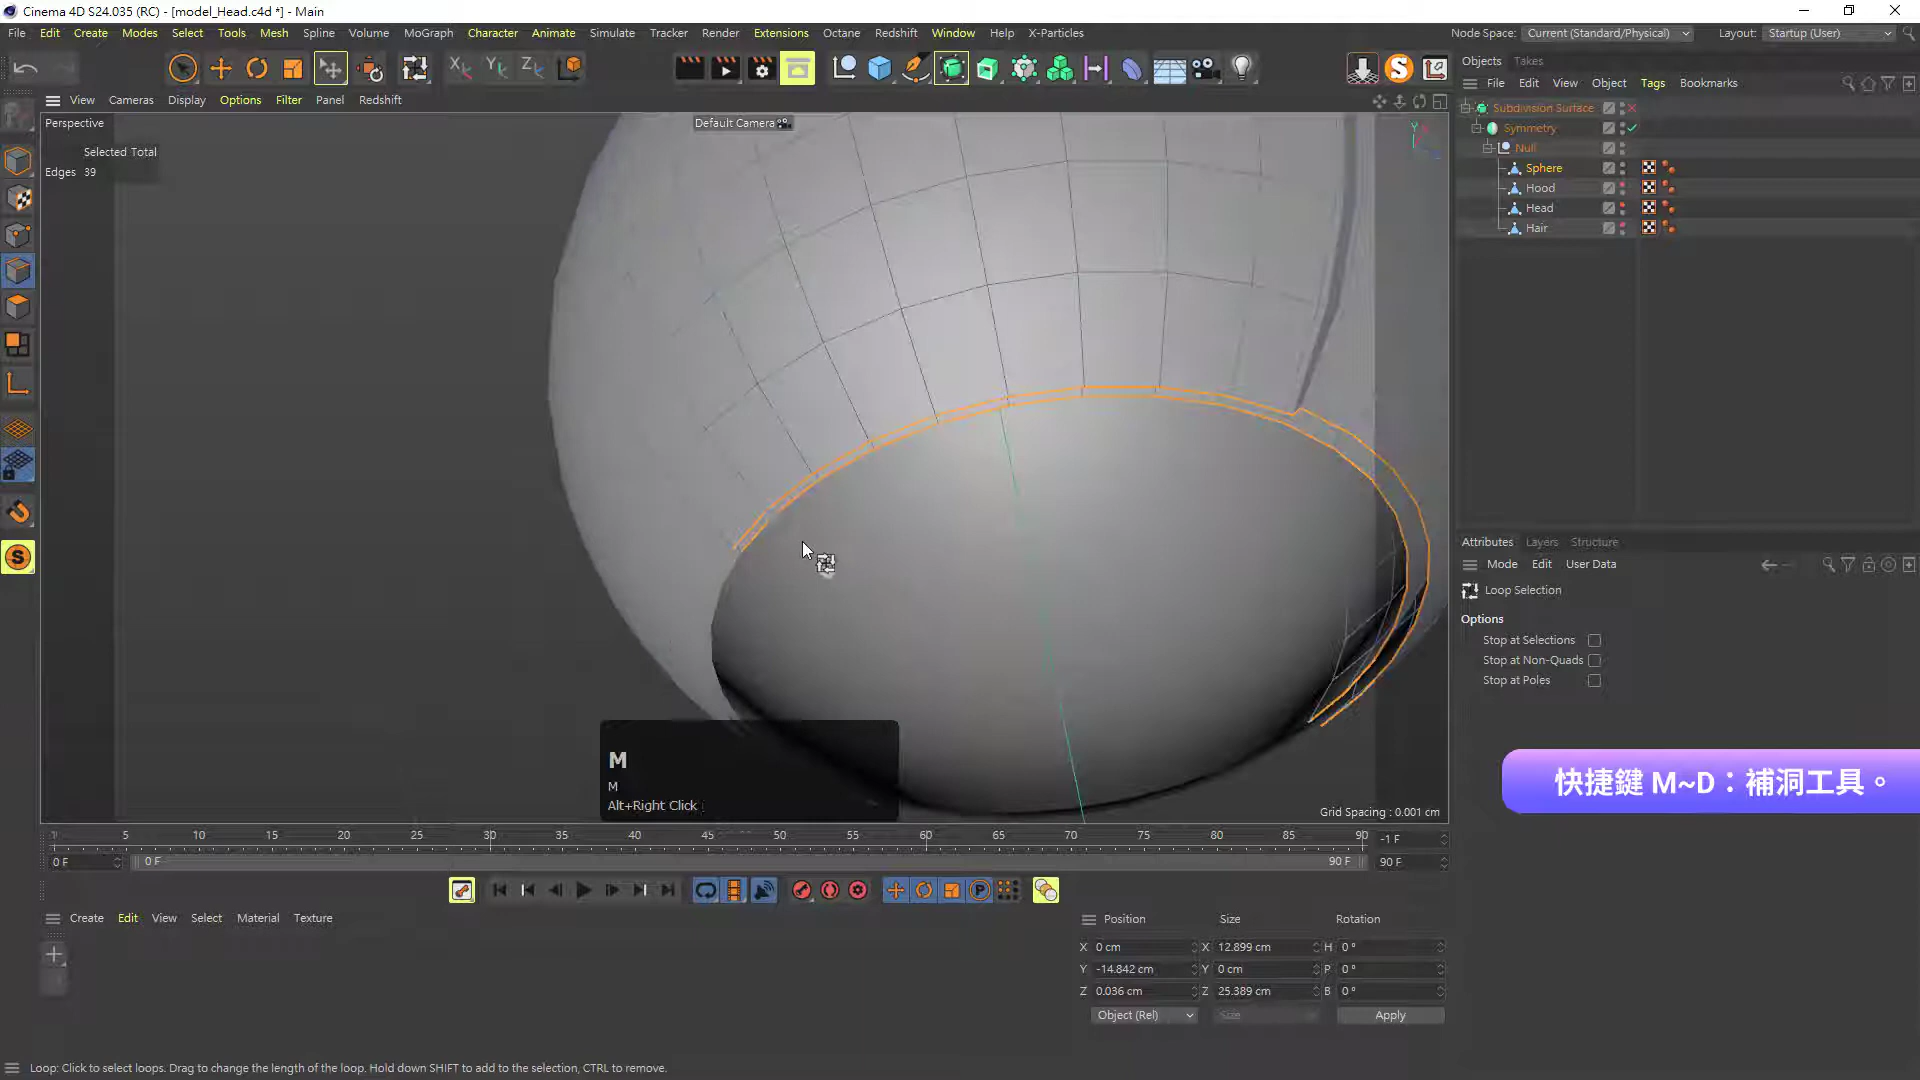 Cinema 4D S24.035 (RC) - [model_Head.c4d *] - Main
File Edit Create Modes Select Tools Mesh Spline Volume MoGraph Character Animate Simulate Tracker Render Extensions Octane Redshift Window Help X-Particles
Node Space: Current (Standard/Physical) Layout: Startup (User)
Objects Takes
File Edit View Object Tags Bookmarks
View Cameras Display Options Filter Panel Redshift
Perspective
Default Camera
Selected Total
Edges 39
Subdivision Surface
Symmetry
Null
Sphere
Hood
Head
Hair
Attributes Layers Structure
Mode Edit User Data
Loop Selection
Options
Stop at Selections
Stop at Non-Quads
Stop at Poles
M
M
Alt+Right Click
快捷鍵 M~D：補洞工具。
Grid Spacing : 0.001 cm
5 10 15 20 25 30 35 40 45 50 55 60 65 70 75 80 85 90
-1 F
0 F
0 F
90 F
90 F
Create Edit View Select Material Texture
Position Size Rotation
X 0 cm X 12.899 cm H 0 °
Y -14.842 cm Y 0 cm P 0 °
Z 0.036 cm Z 25.389 cm B 0 °
Object (Rel) Size Apply
Loop: Click to select loops. Drag to change the length of the loop. Hold down SHIFT to add to the selection, CTRL to remove.